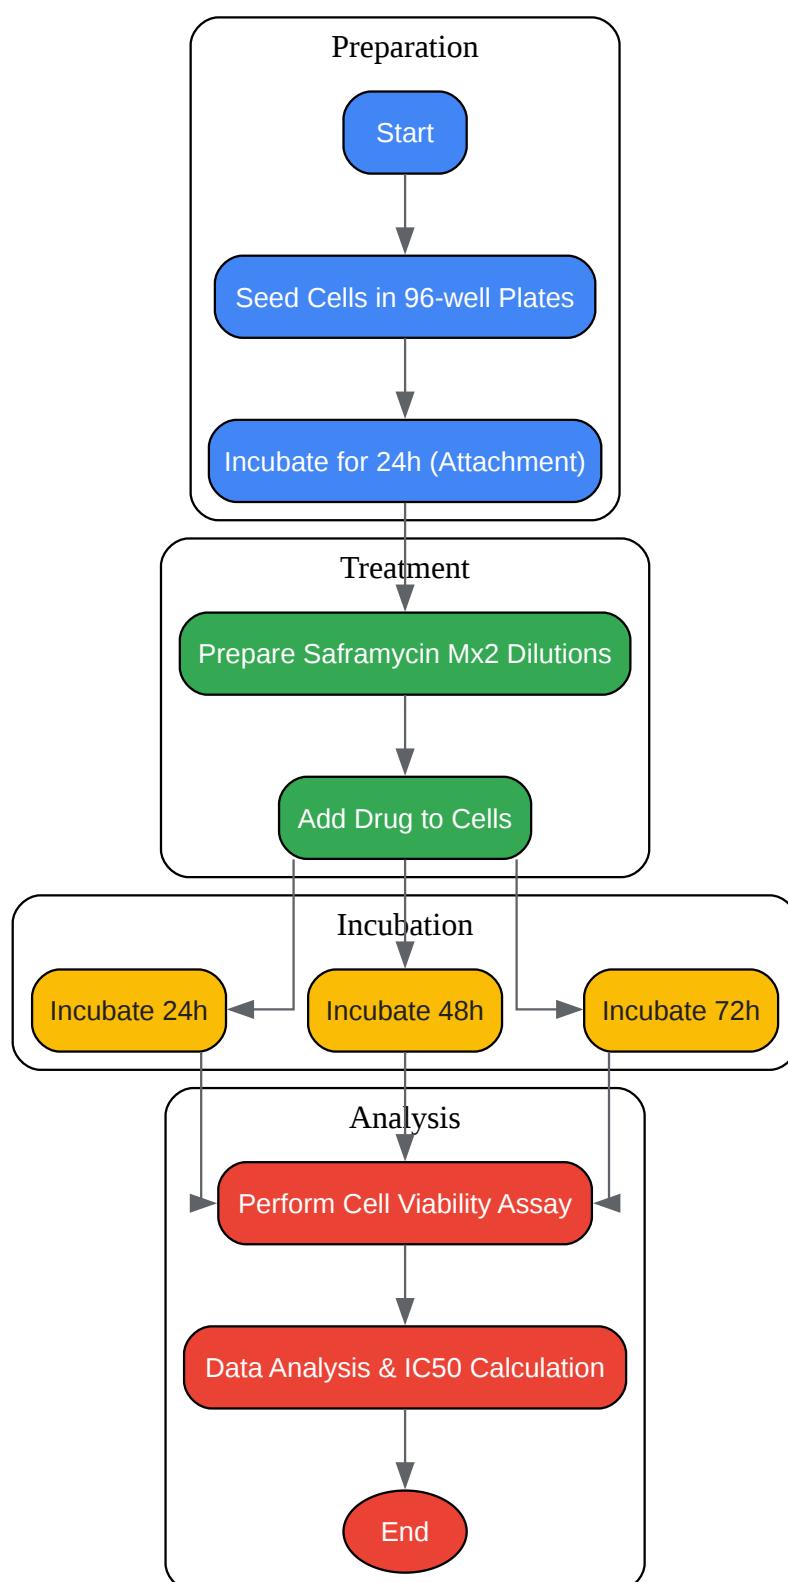 Preparation
Start
Seed Cells in 96-well Plates
Incubate for 24h (Attachment)
Treatment
Prepare Saframycin Mx2 Dilutions
Add Drug to Cells
Incubation
Incubate 24h
Incubate 48h
Incubate 72h
Analysis
Perform Cell Viability Assay
Data Analysis & IC50 Calculation
End